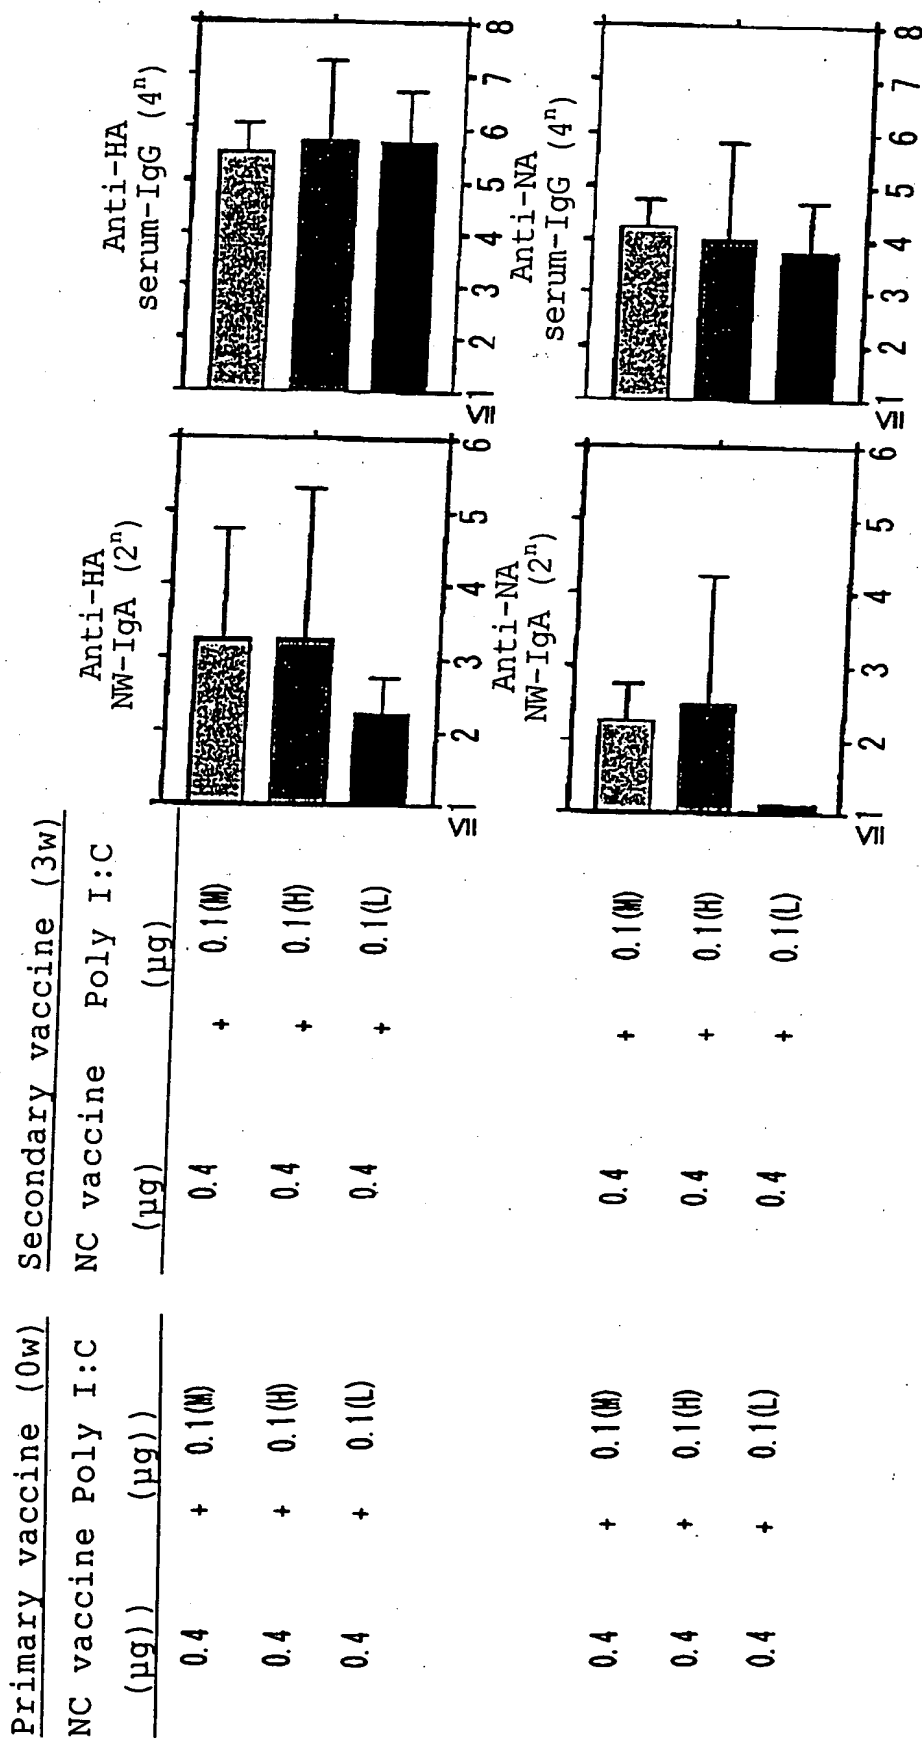 Primary vaccine (0w) Secondary vaccine (3w)
NC vaccine Poly I:C NC vaccine Poly I:C
(µg)) (µg)) (µg) (µg)
Anti-HA
NW-IgA (2ⁿ)
Anti-HA
serum-IgG (4ⁿ)
0.4 + 0.1(M) 0.4 + 0.1(M)
0.4 + 0.1(H) 0.4 + 0.1(H)
0.4 + 0.1(L) 0.4 + 0.1(L)
≤1 2 3 4 5 6
≤1 2 3 4 5 6 7 8
Anti-NA
NW-IgA (2ⁿ)
Anti-NA
serum-IgG (4ⁿ)
0.4 + 0.1(M) 0.4 + 0.1(M)
0.4 + 0.1(H) 0.4 + 0.1(H)
0.4 + 0.1(L) 0.4 + 0.1(L)
≤1 2 3 4 5 6
≤1 2 3 4 5 6 7 8